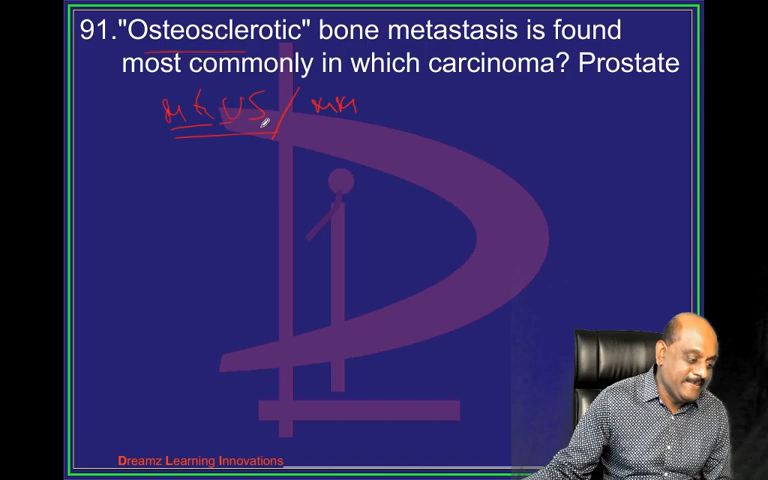 91."Osteosclerotic" bone metastasis is found
most commonly in which carcinoma? Prostate
Dreamz Learning Innovations